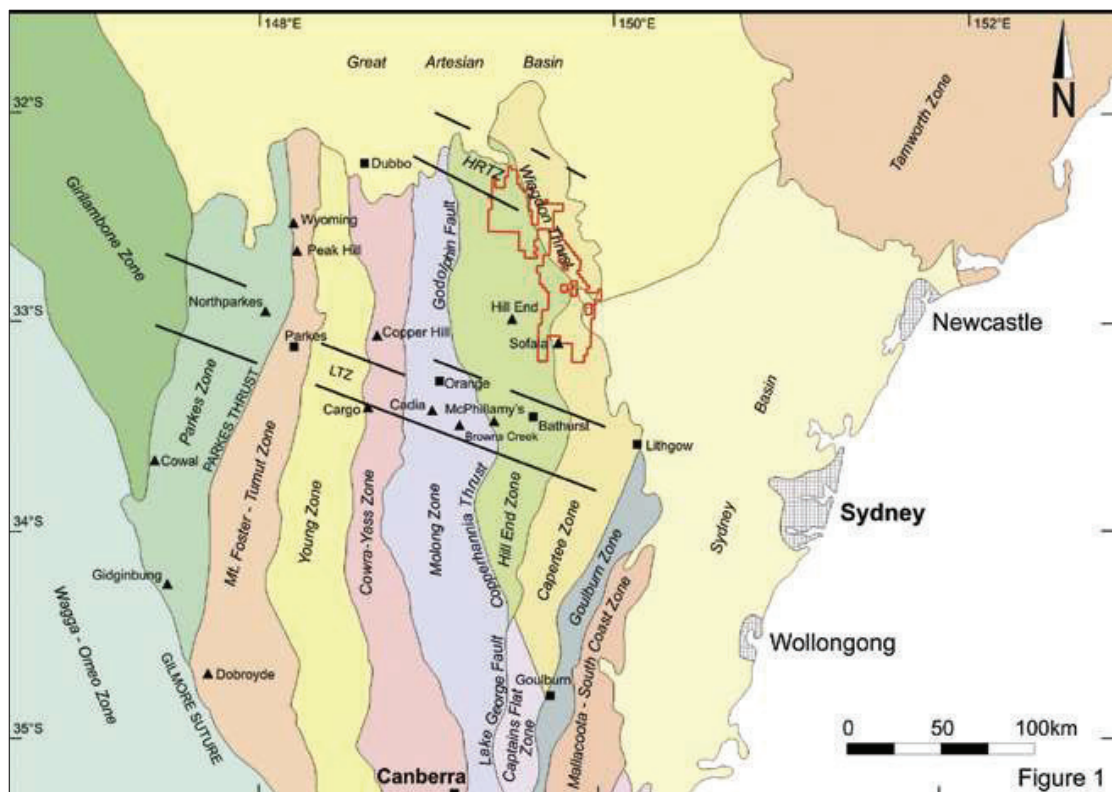 148°E
150°E
152°E
Great Artesian Basin
32°S
N
Tamworth Zone
Girilambone Zone
Dubbo
HRTZ
Wiagdon Thrust
Wyoming
Peak Hill
Godolphin Fault
Northparkes
Hill End
33°S
Newcastle
Parkes
Copper Hill
Sofala
Parkes Zone
PARKES THRUST
LTZ
Orange
Basin
Cargo
Cadia
McPhillamy's
Bathurst
Browns Creek
Lithgow
Cowal
Mt. Foster - Tumut Zone
Young Zone
Cowra-Yass Zone
Molong Zone
Copperhannia Thrust
Hill End Zone
Capertee Zone
Sydney
Sydney
34°S
Goulburn Zone
Gidginbung
Wagga - Omeo Zone
Mallacoota - South Coast Zone
Wollongong
GILMORE SUTURE
Dobroyde
Lake George Fault
Captains Flat
Zone
Goulburn
35°S
0 50 100km
Canberra
Figure 1